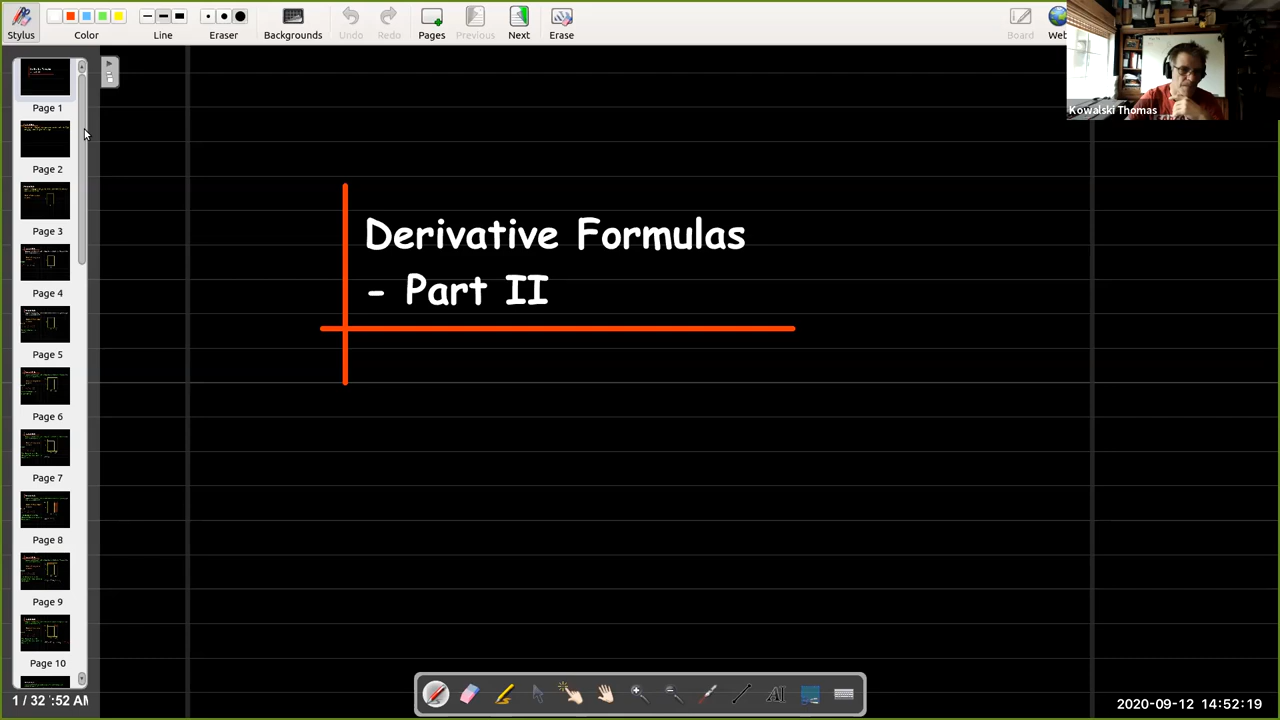 Stylus
Color
Line
Eraser
Backgrounds
Undo
Redo
Pages
Previous
Next
Erase
Board
Web
Kowalski Thomas
Page 1
Page 2
Page 3
Page 4
Page 5
Page 6
Page 7
Page 8
Page 9
Page 10
Derivative Formulas
- Part II
1 / 32
:52 AM
2020-09-12 14:52:19